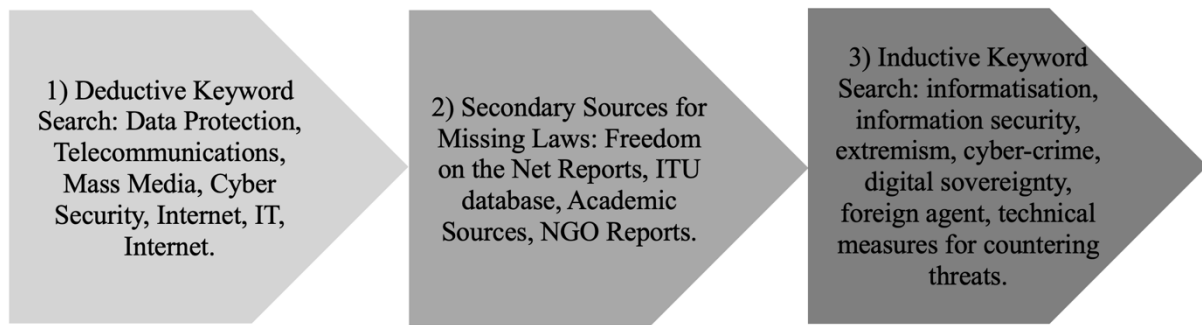 1) Deductive Keyword
Search: Data Protection,
Telecommunications,
Mass Media, Cyber
Security, Internet, IT,
Internet.
2) Secondary Sources for
Missing Laws: Freedom
on the Net Reports, ITU
database, Academic
Sources, NGO Reports.
3) Inductive Keyword
Search: informatisation,
information security,
extremism, cyber-crime,
digital sovereignty,
foreign agent, technical
measures for countering
threats.